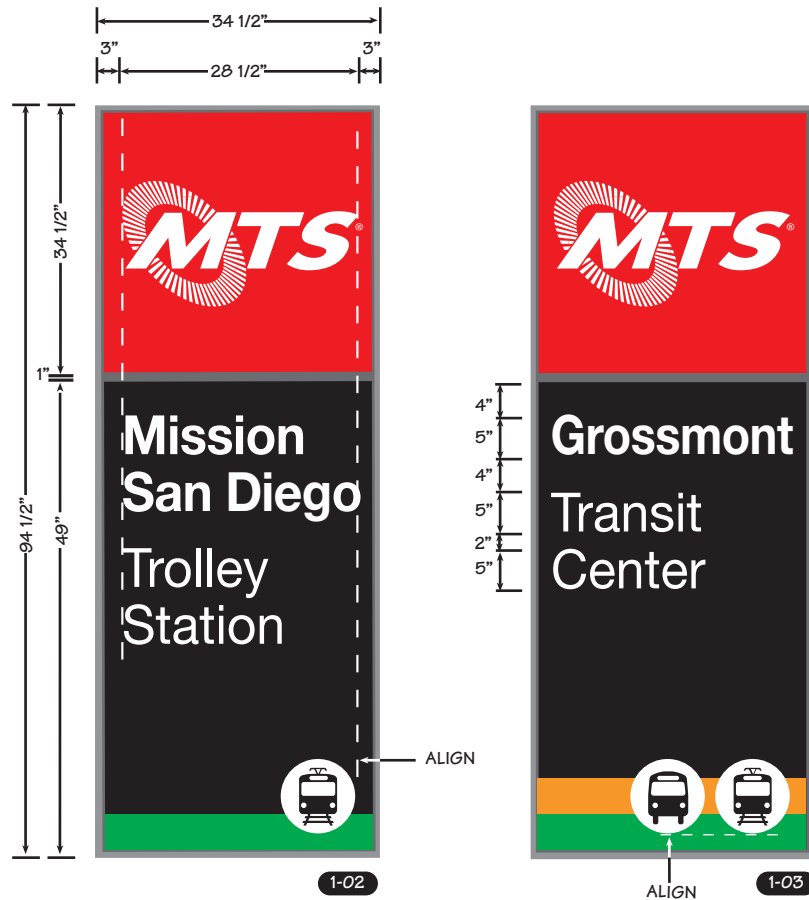 34 1/2"
3"
3"
28 1/2"
94 1/2"
34 1/2"
1"
49"
MTS®
Mission
San Diego
Trolley
Station
ALIGN
1-02
MTS®
4"
5"
4"
5"
2"
5"
Grossmont
Transit
Center
ALIGN
1-03